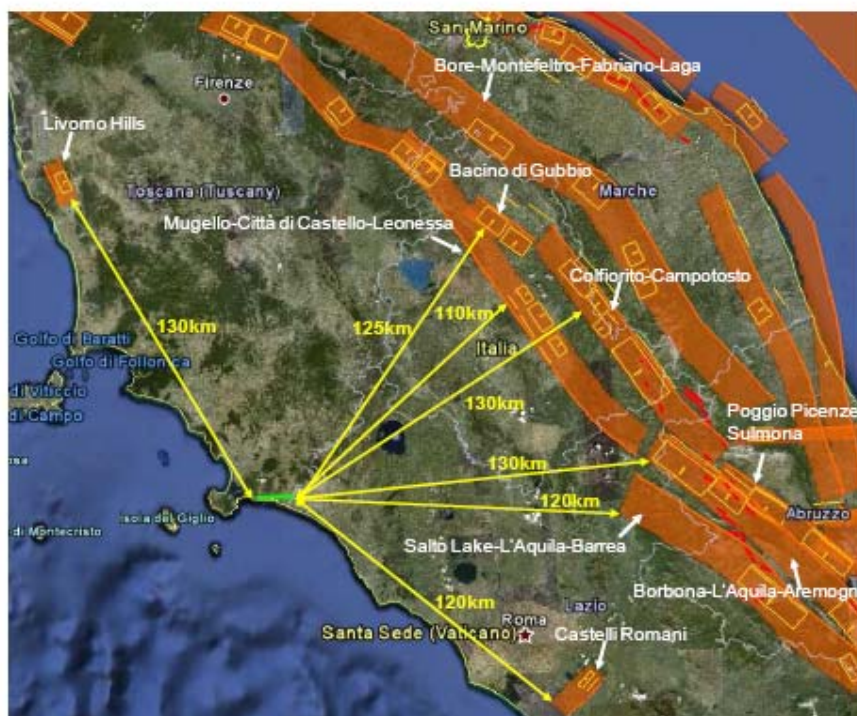 San Marino
Bore-Montefeltro-Fabriano-Laga
Firenze
Livorno Hills
Bacino di Gubbio
Toscana (Tuscany)
Marche
Mugello-Città di Castello-Leonessa
Colfiorito-Campotosto
130km
125km
110km
Golfo di Baratti
Italia
Golfo di Follonica
di Viticcio
130km
di Campo
Poggio Picenze
Sulmona
130km
120km
Isola del Giglio
di Montecristo
Abruzzo
Salto Lake-L'Aquila-Barrea
Borbona-L'Aquila-Aremogn
120km
Lazio
Roma
Santa Sede (Vaticano)
Castelli Romani